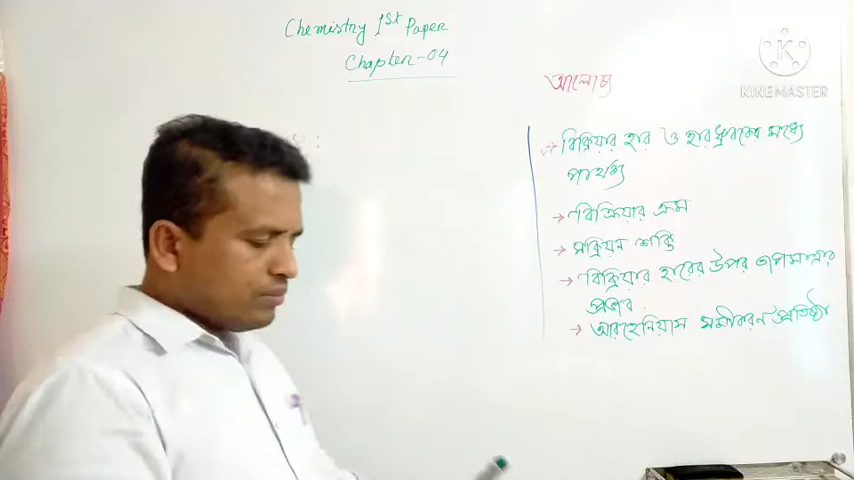 Chemistry 1st Paper
Chapter-04
আলোচ্য
বিক্রিয়ার হার ও হার ধ্রুবকের মধ্যে
পার্থক্য
→ বিক্রিয়ার ক্রম
→ সক্রিয়ন শক্তি
→ বিক্রিয়ার হারের উপর তাপমাত্রার
প্রভাব
→ আরহেনিয়াস সমীকরণ প্রতিষ্ঠা
K
KINEMASTER